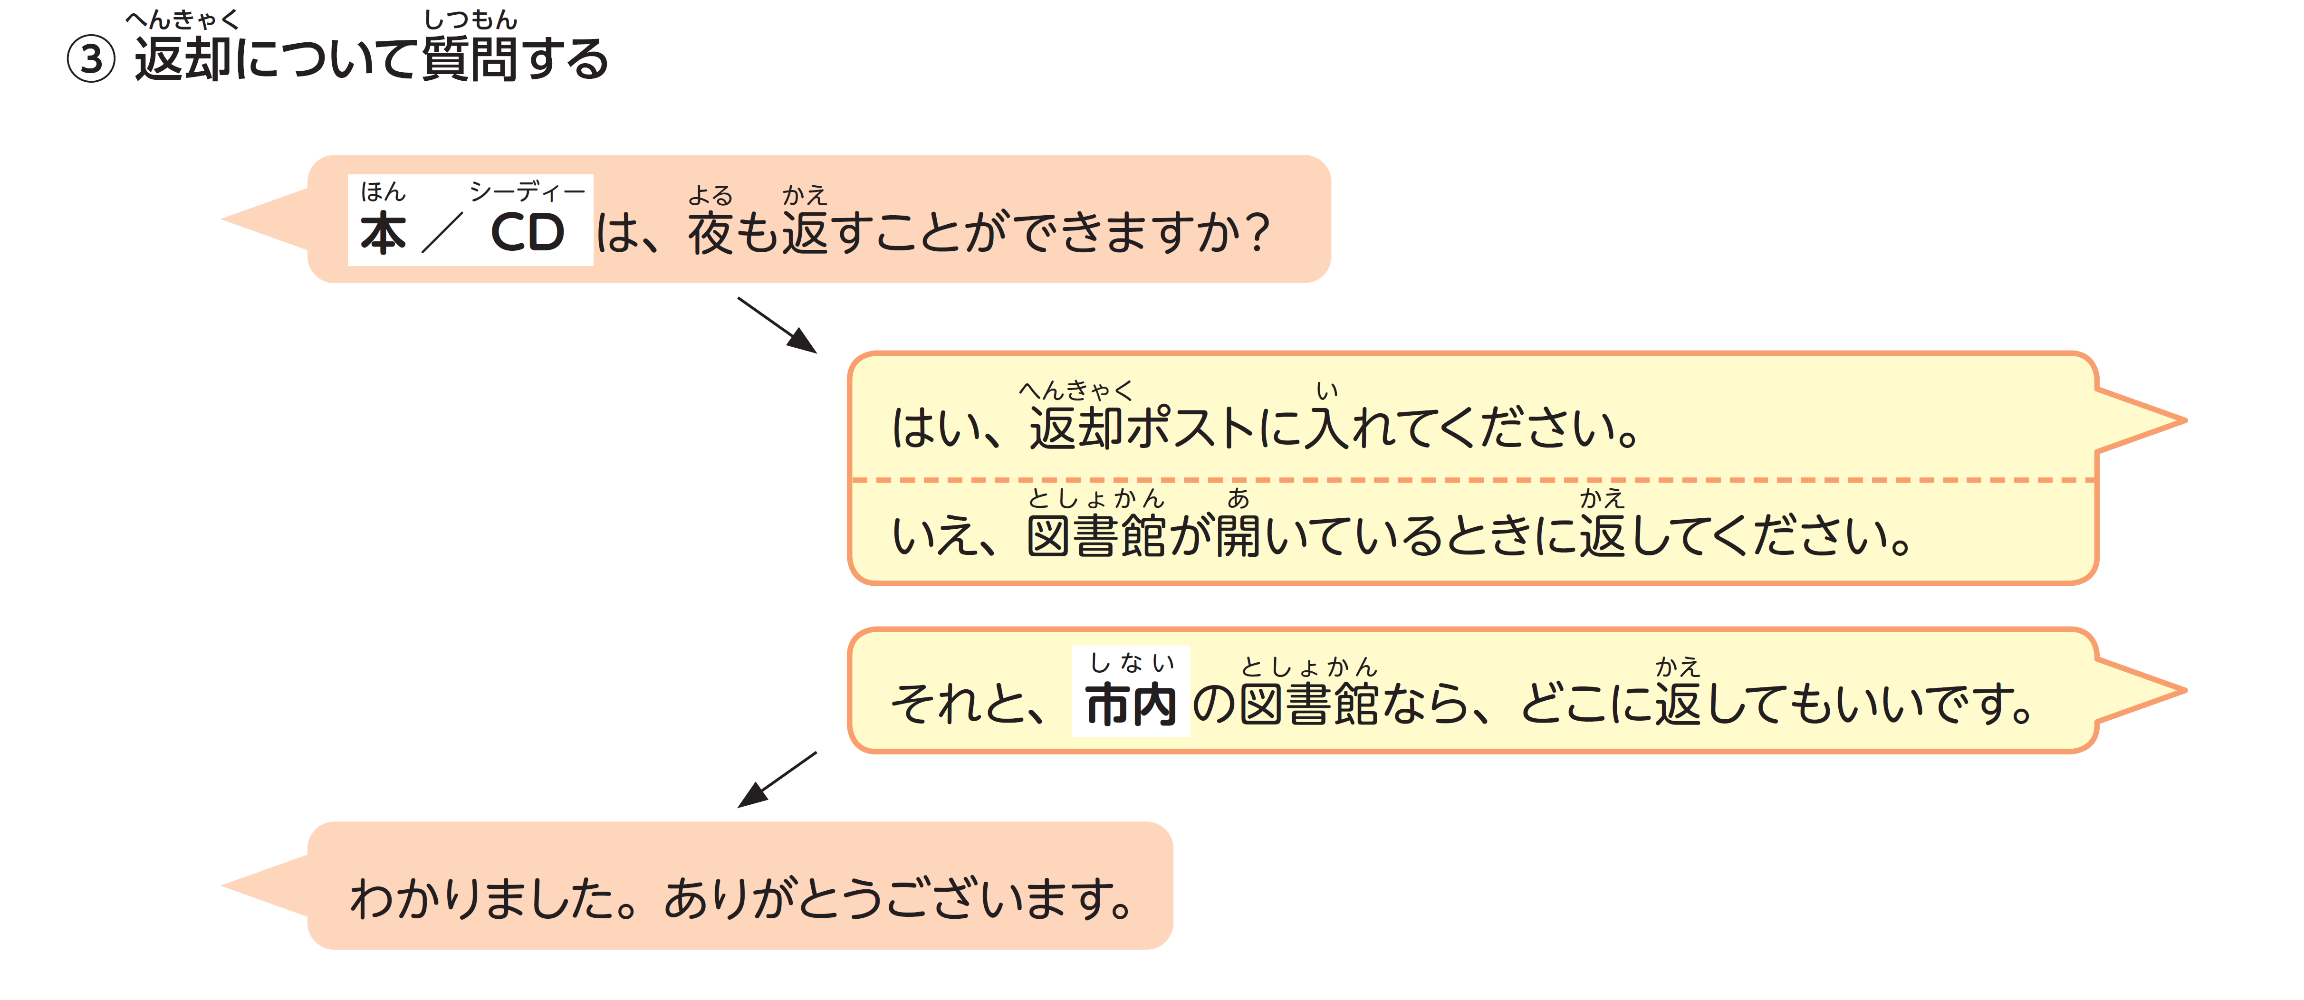 へんきゃく しつもん
③ 返却について質問する
ほん シーディー よる かえ
本／CDは、夜も返すことができますか？
へんきゃく い
はい、返却ポストに入れてください。
としょかん あ かえ
いえ、図書館が開いているときに返してください。
しない としょかん かえ
それと、市内の図書館なら、どこに返してもいいです。
わかりました。ありがとうございます。